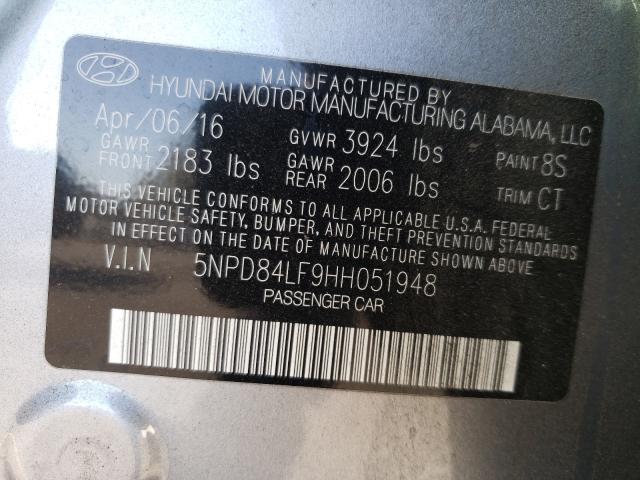 MANUFACTURED BY
HYUNDAI MOTOR MANUFACTURING ALABAMA, LLC
Apr/06/16 GVWR 3924 lbs PAINT 8S
GAWR FRONT 2183 lbs GAWR REAR 2006 lbs TRIM CT
THIS VEHICLE CONFORMS TO ALL APPLICABLE U.S.A. FEDERAL
MOTOR VEHICLE SAFETY, BUMPER, AND THEFT PREVENTION STANDARDS
IN EFFECT ON THE DATE OF MANUFACTURE SHOWN ABOVE
V.I.N 5NPD84LF9HH051948
PASSENGER CAR